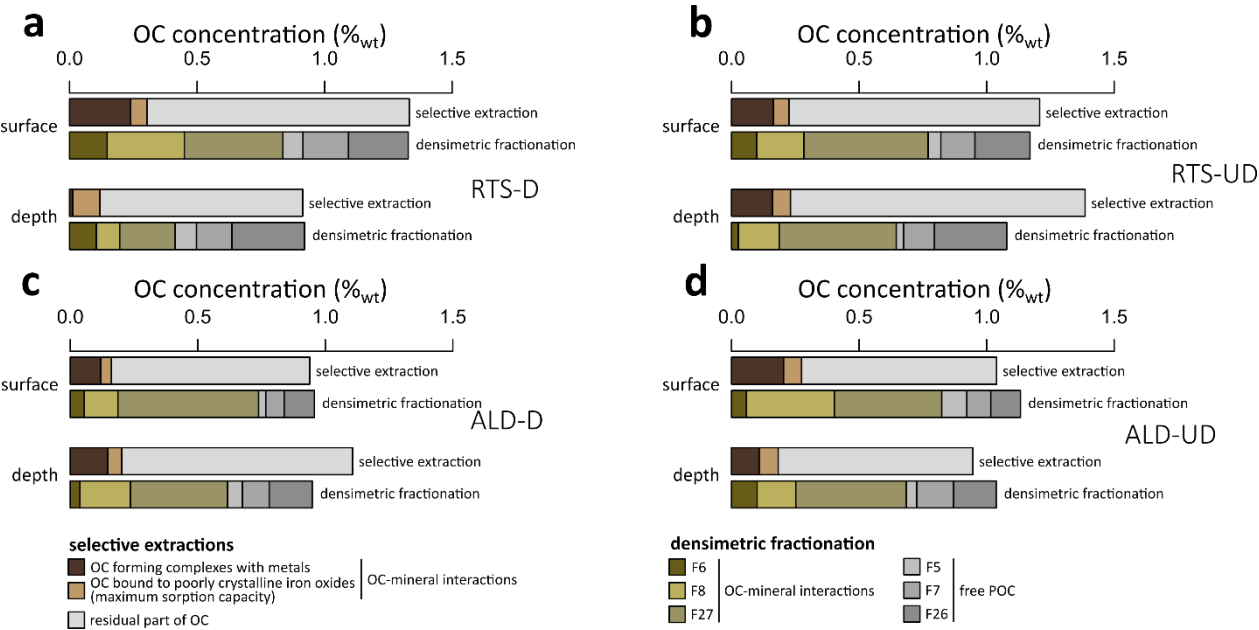 a
OC concentration (%wt)
0.0 0.5 1.0 1.5
surface
selective extraction
densimetric fractionation
RTS-D
depth
selective extraction
densimetric fractionation
b
OC concentration (%wt)
0.0 0.5 1.0 1.5
surface
selective extraction
densimetric fractionation
RTS-UD
depth
selective extraction
densimetric fractionation
c
OC concentration (%wt)
0.0 0.5 1.0 1.5
surface
selective extraction
densimetric fractionation
ALD-D
depth
selective extraction
densimetric fractionation
d
OC concentration (%wt)
0.0 0.5 1.0 1.5
surface
selective extraction
densimetric fractionation
ALD-UD
depth
selective extraction
densimetric fractionation
selective extractions
OC forming complexes with metals
OC bound to poorly crystalline iron oxides
(maximum sorption capacity)
OC-mineral interactions
residual part of OC
densimetric fractionation
F6
F8
F27
OC-mineral interactions
F5
F7
F26
free POC